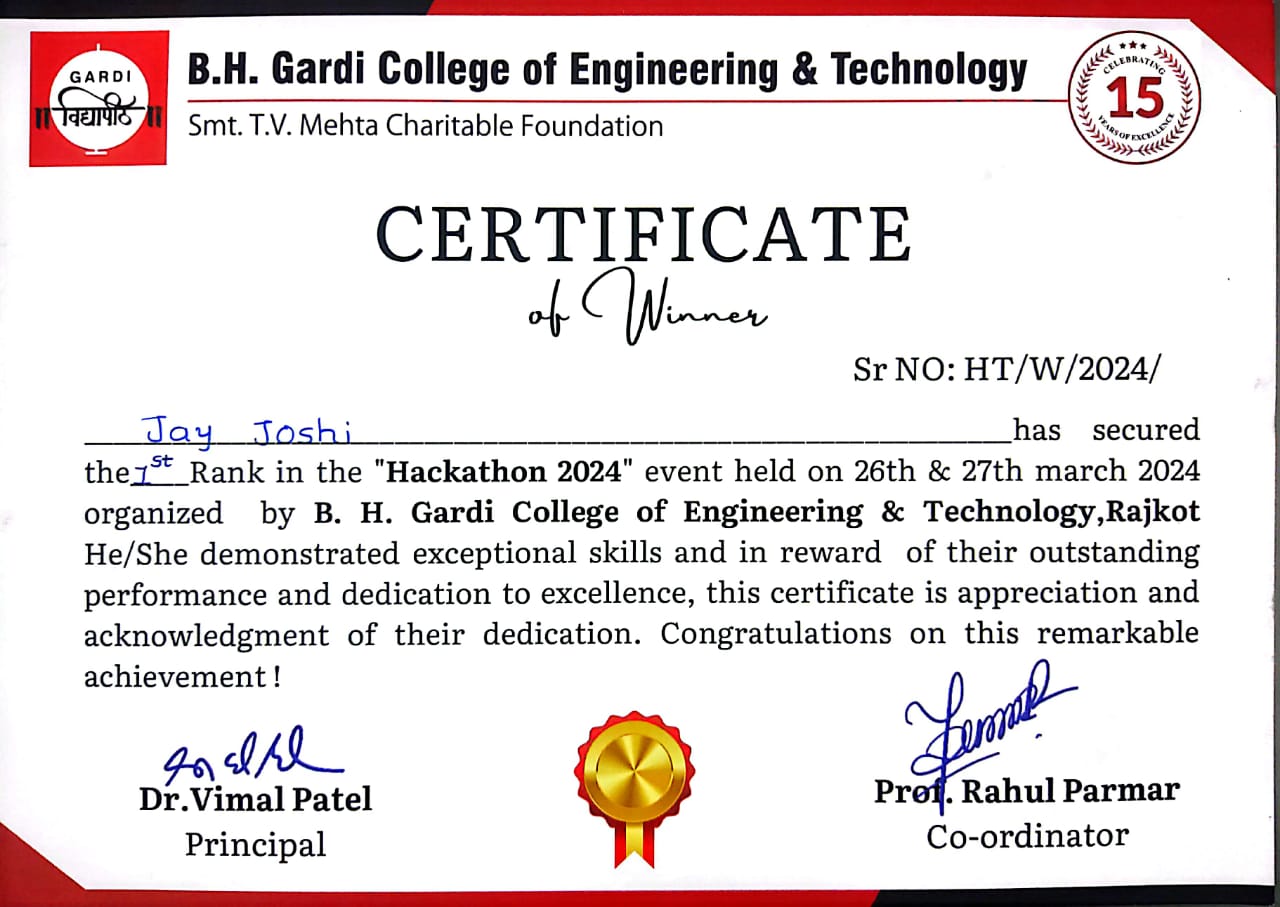 GARDI
॥ विद्यापीठ ॥
B.H. Gardi College of Engineering & Technology
Smt. T.V. Mehta Charitable Foundation
CELEBRATING
15
YEARS OF EXCELLENCE
CERTIFICATE
of Winner
Sr NO: HT/W/2024/
Jay Joshi has secured
the 1st Rank in the "Hackathon 2024" event held on 26th & 27th march 2024
organized by B. H. Gardi College of Engineering & Technology,Rajkot
He/She demonstrated exceptional skills and in reward of their outstanding
performance and dedication to excellence, this certificate is appreciation and
acknowledgment of their dedication. Congratulations on this remarkable
achievement !
Dr.Vimal Patel
Principal
Prof. Rahul Parmar
Co-ordinator